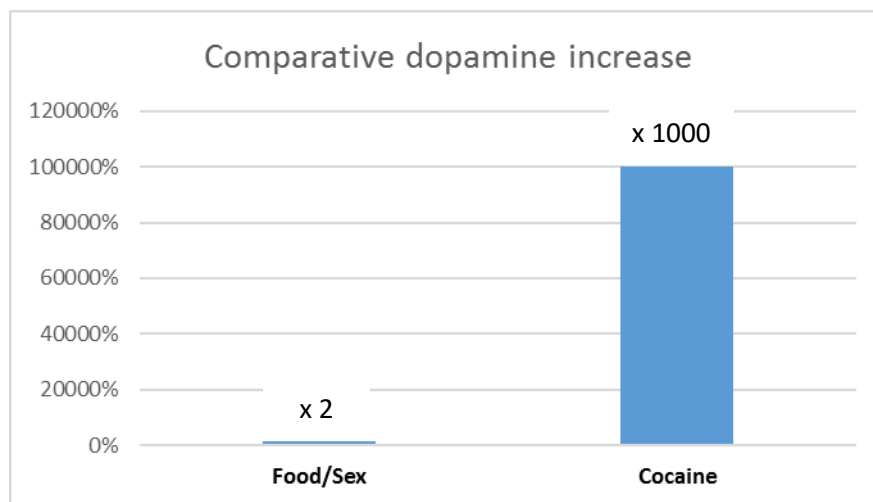 Comparative dopamine increase
120000%
x 1000
100000%
80000%
60000%
40000%
20000%
x 2
0%
Food/Sex Cocaine